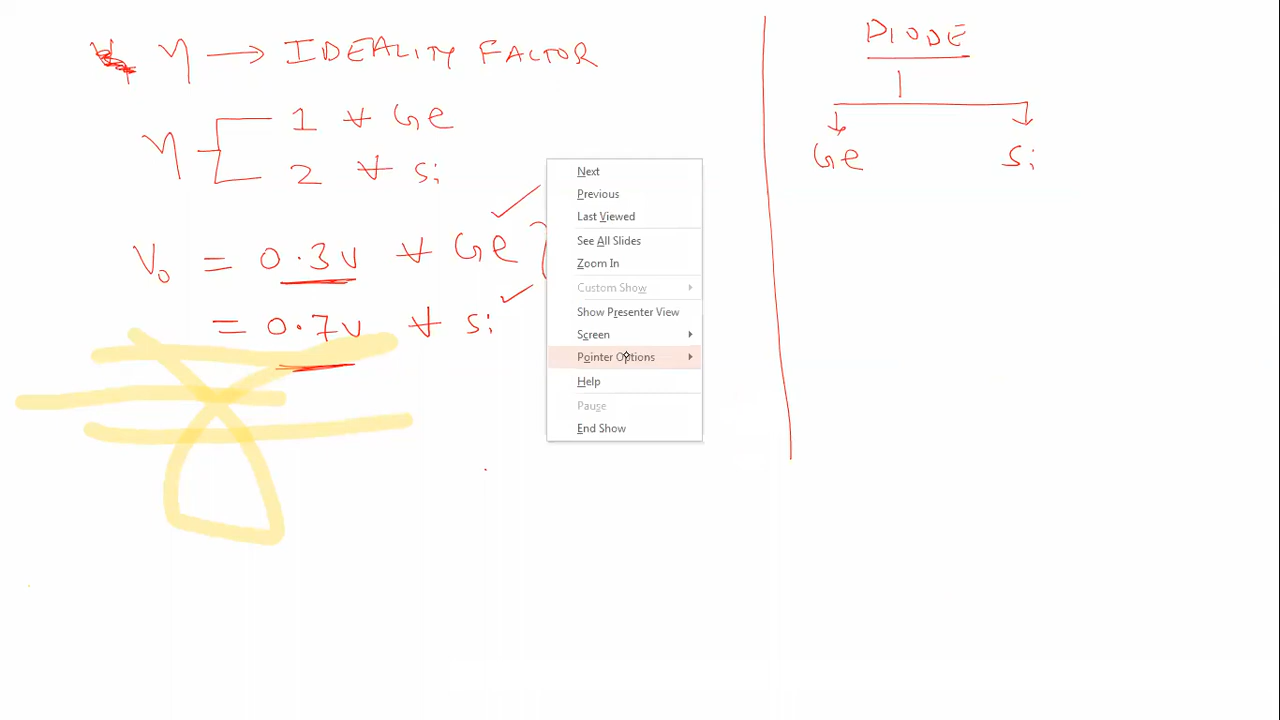 η → IDEALITY FACTOR
η 1 ∀ Ge
2 ∀ Si
V₀ = 0.3V ∀ Ge
= 0.7V ∀ Si
Next
Previous
Last Viewed
See All Slides
Zoom In
Custom Show
Show Presenter View
Screen
Pointer Options
Help
Pause
End Show
DIODE
Ge Si